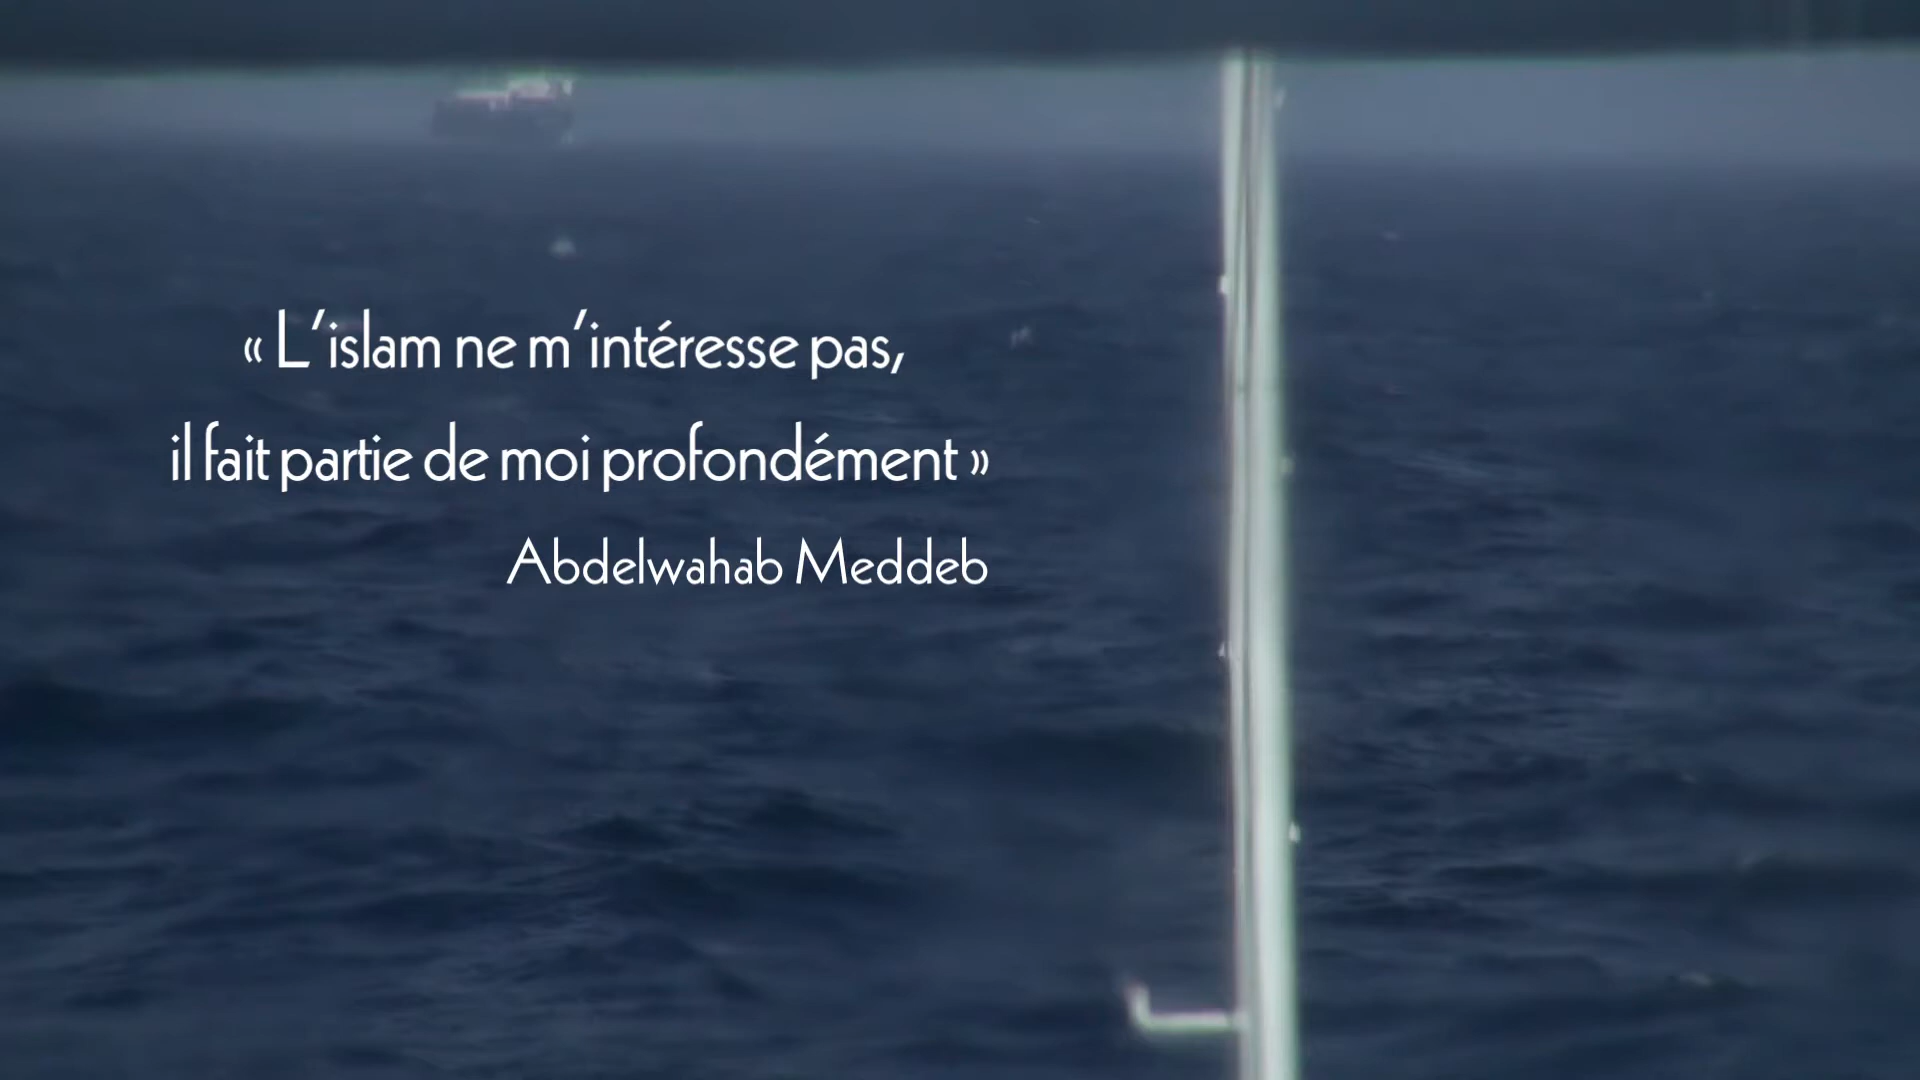 « L'islam ne m'intéresse pas,
il fait partie de moi profondément »
Abdelwahab Meddeb